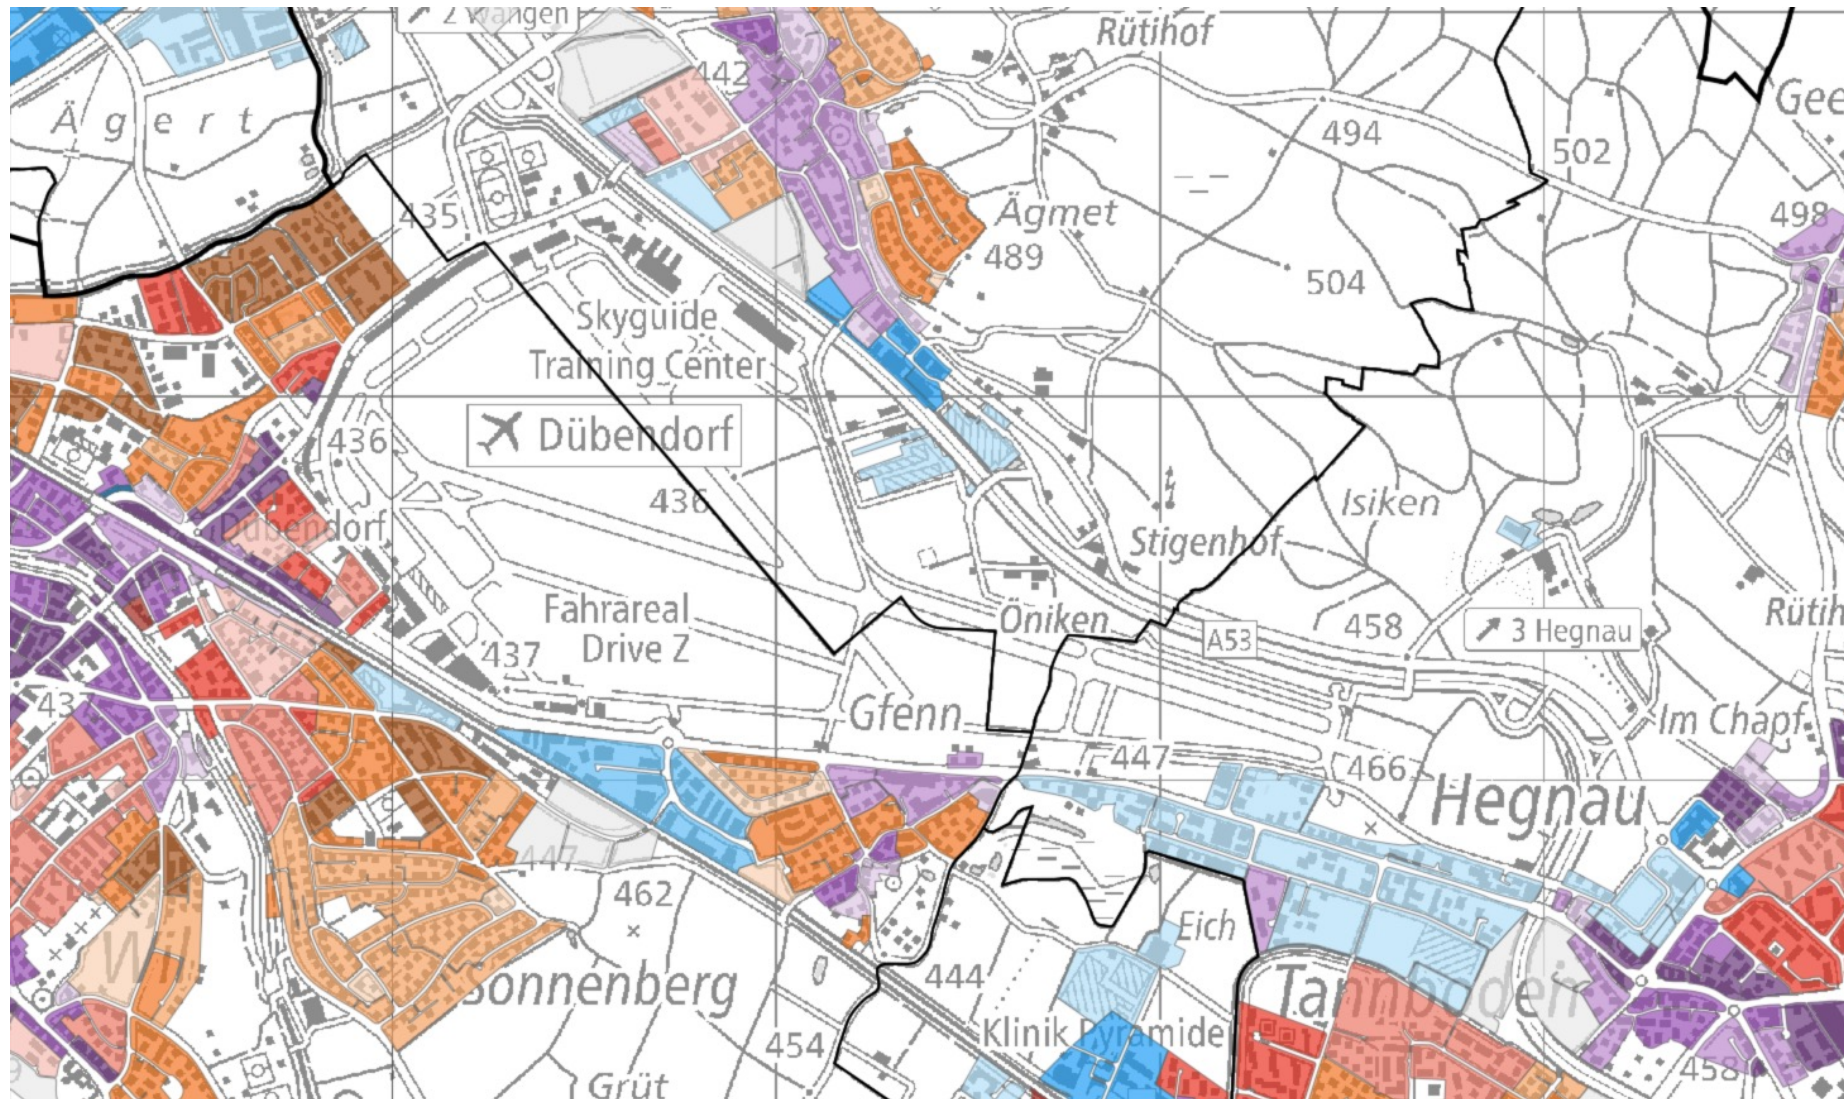 2 Wangen
Rütihof
442
Gee
Ägert
494
502
435
Ägmet
498
489
504
Skyguide
Training Center
Dübendorf
436
436
Isiken
Dübendorf
Stigenhof
Fahrareal
Drive Z
Öniken
458
A53
3 Hegnau
Rütih
437
43
Gfenn
Im Chapf
447
466
Hegnau
447
462
Eich
Wil
Sonnenberg
444
Tannboden
Klinik Pyramide
454
458
Grüt